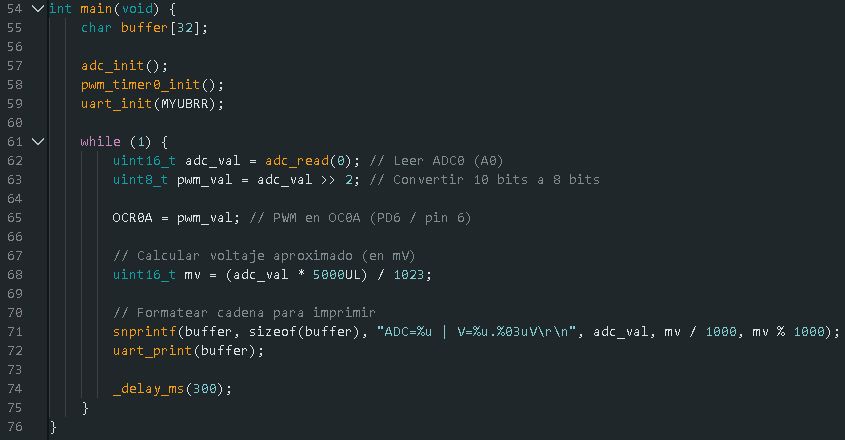 54 int main(void) {
55 char buffer[32];
56
57 adc_init();
58 pwm_timer0_init();
59 uart_init(MYUBRR);
60
61 while (1) {
62 uint16_t adc_val = adc_read(0); // Leer ADC0 (A0)
63 uint8_t pwm_val = adc_val >> 2; // Convertir 10 bits a 8 bits
64
65 OCR0A = pwm_val; // PWM en OC0A (PD6 / pin 6)
66
67 // Calcular voltaje aproximado (en mV)
68 uint16_t mv = (adc_val * 5000UL) / 1023;
69
70 // Formatear cadena para imprimir
71 snprintf(buffer, sizeof(buffer), "ADC=%u | V=%u.%03uV\r\n", adc_val, mv / 1000, mv % 1000);
72 uart_print(buffer);
73
74 _delay_ms(300);
75 }
76 }